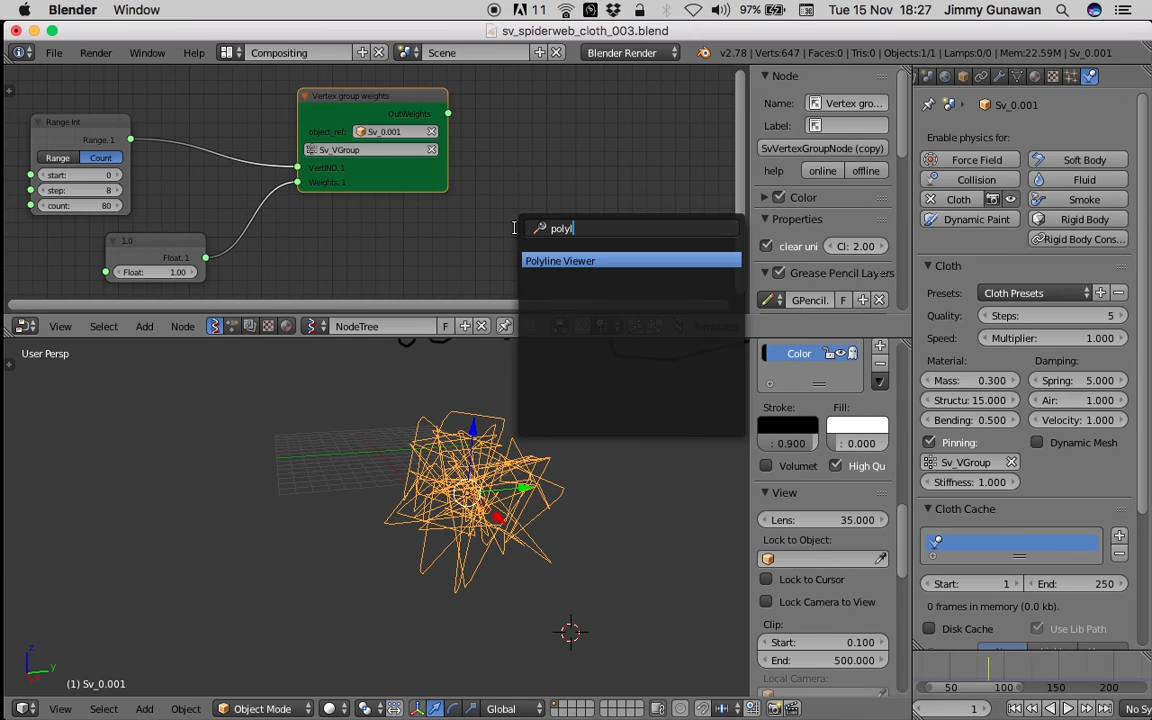 Blender Window 11 97% Tue 15 Nov 18:27 Jimmy Gunawan
sv_spiderweb_cloth_003.blend
File Render Window Help Compositing Scene Blender Render v2.78 | Verts:647 | Faces:0 | Tris:0 | Objects:1/1 | Lamps:0/0 | Mem:22.59M | Sv_0.001
Range Int
Range. 1
Range Count
start: 0
step: 8
count: 80
1.0
Float. 1
Float: 1.00
Vertex group weights
OutWeights
object_ref: Sv_0.001
Sv_VGroup
VertIND. 1
Weights. 1
polyl
Polyline Viewer
Node
Name: Vertex gro...
Label:
SvVertexGroupNode (copy)
help online offline
Color
Properties
clear uni Cl: 2.00
Grease Pencil Layers
GPencil. F
View Select Add Node NodeTree F
User Persp
(1) Sv_0.001
View Select Add Object Object Mode Global
Color
Stroke: Fill:
: 0.900 : 0.000
Volumet High Qu
View
Lens: 35.000
Lock to Object:
Lock to Cursor
Lock Camera to View
Clip:
Start: 0.100
End: 500.000
Local Camera:
Sv_0.001
Enable physics for:
Force Field Soft Body
Collision Fluid
Cloth Smoke
Dynamic Paint Rigid Body
Rigid Body Cons...
Cloth
Presets: Cloth Presets
Quality: Steps: 5
Speed: Multiplier: 1.000
Material: Damping:
Mass: 0.300 Spring: 5.000
Structu: 15.000 Air: 1.000
Bending: 0.500 Velocity: 1.000
Pinning: Dynamic Mesh
Sv_VGroup
Stiffness: 1.000
Cloth Cache
Start: 1 End: 250
0 frames in memory (0.0 kb).
Disk Cache Use Lib Path
50 100 150 200
1 No Sy